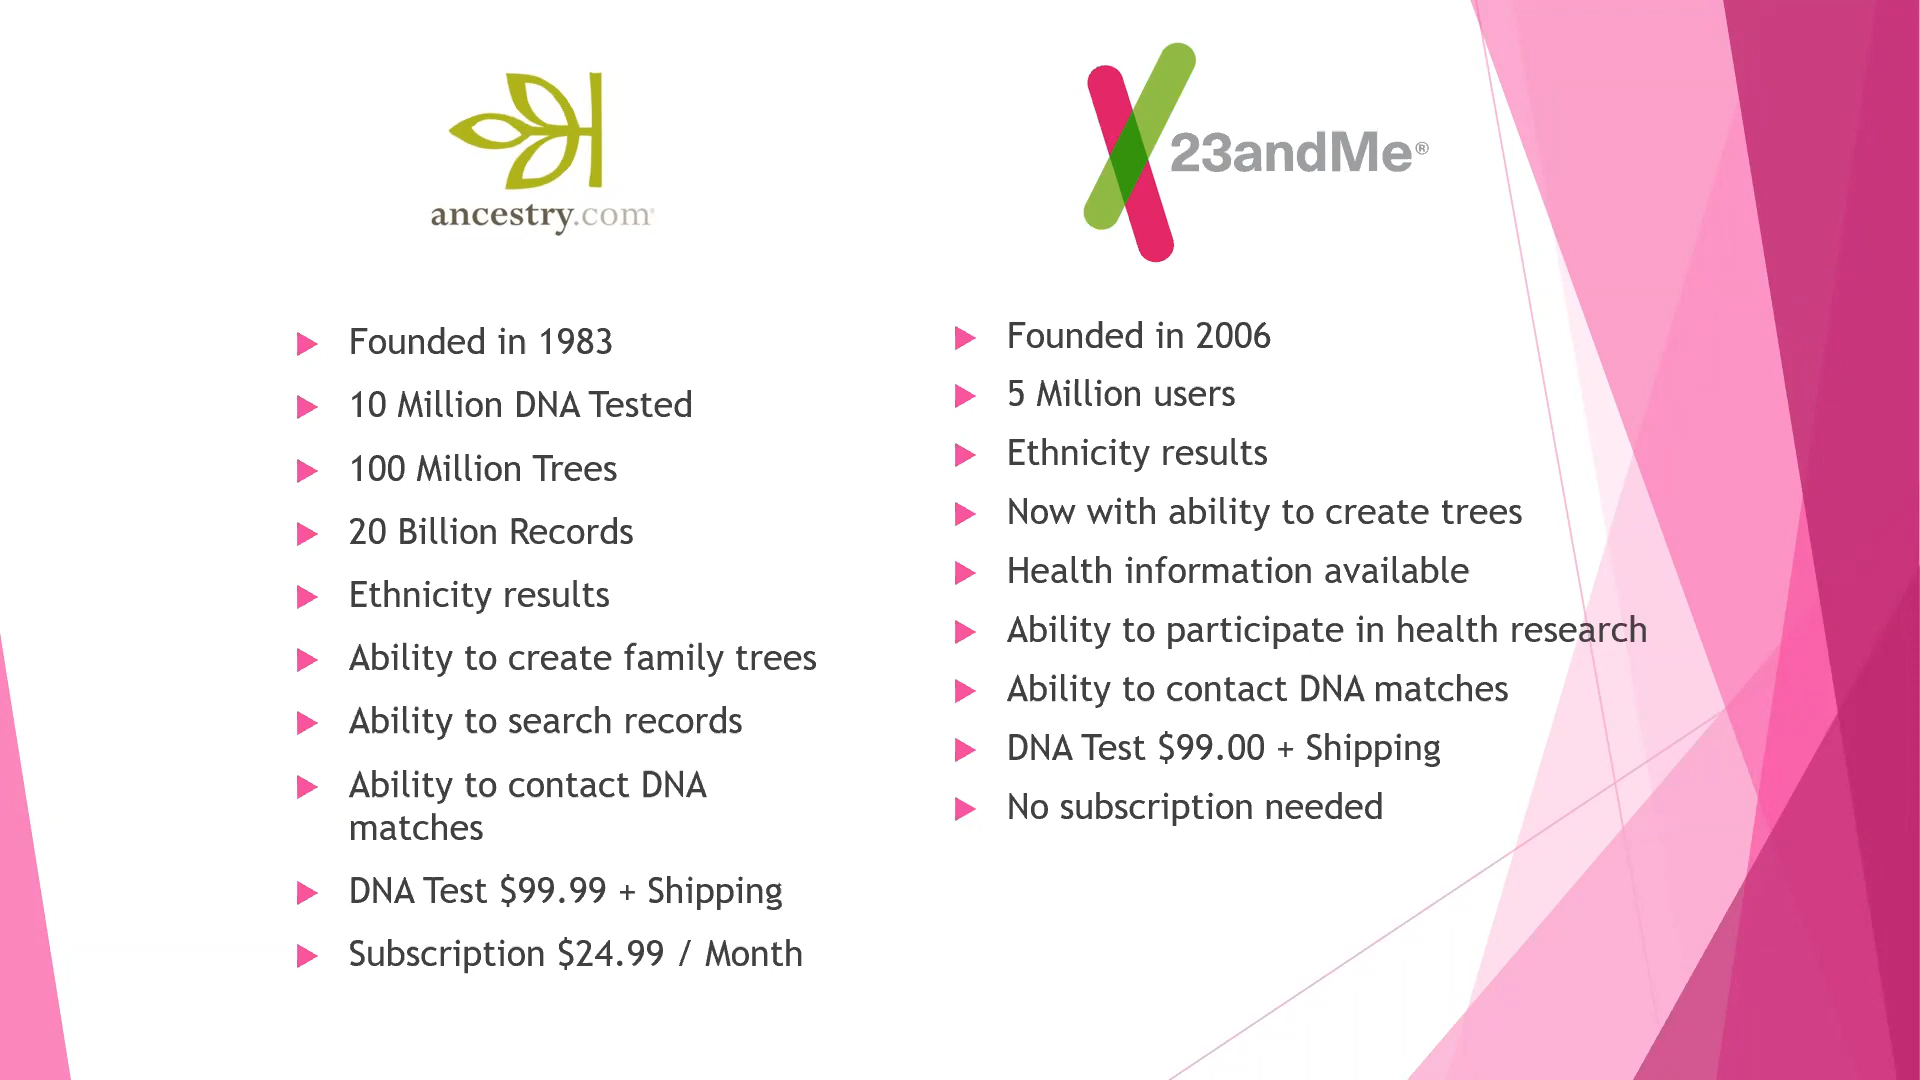 ancestry.com
Founded in 1983
10 Million DNA Tested
100 Million Trees
20 Billion Records
Ethnicity results
Ability to create family trees
Ability to search records
Ability to contact DNA
matches
DNA Test $99.99 + Shipping
Subscription $24.99 / Month
23andMe®
Founded in 2006
5 Million users
Ethnicity results
Now with ability to create trees
Health information available
Ability to participate in health research
Ability to contact DNA matches
DNA Test $99.00 + Shipping
No subscription needed